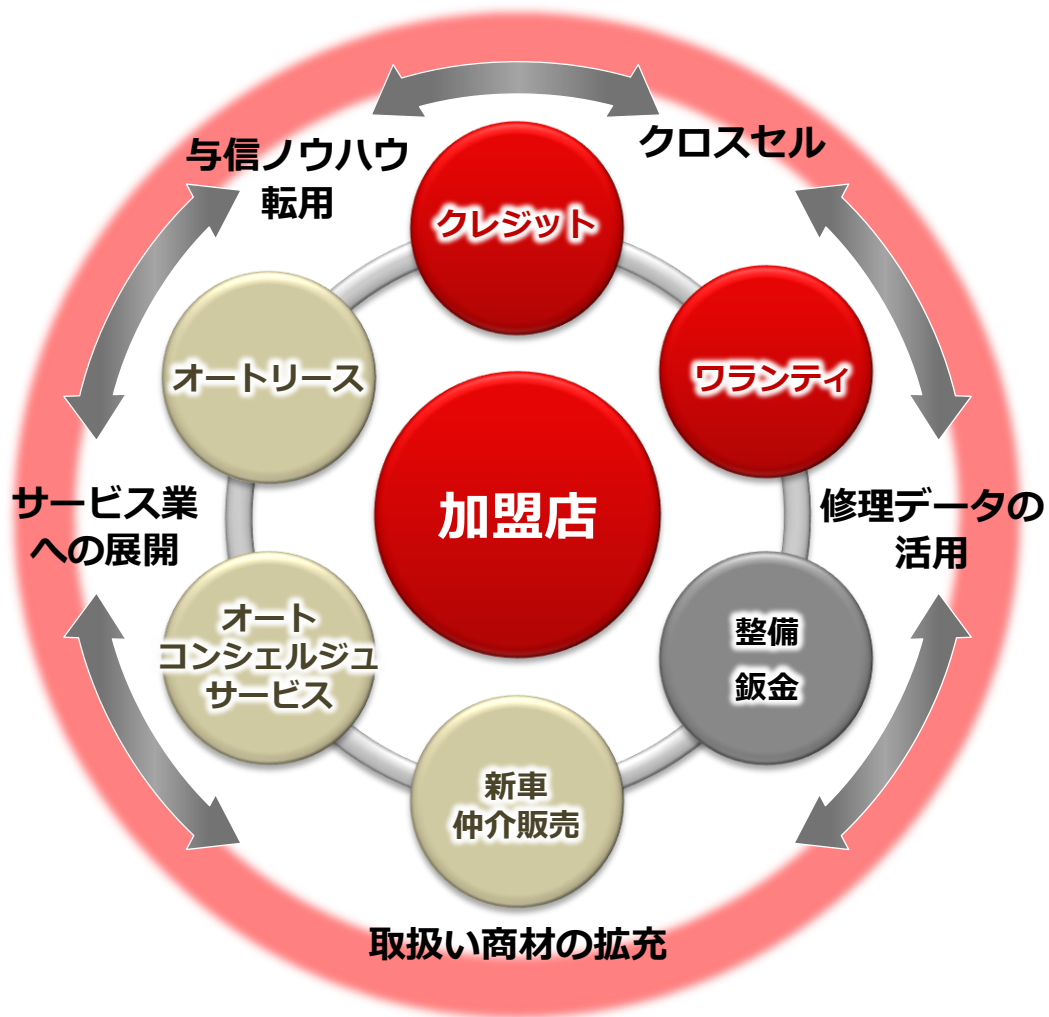 与信ノウハウ
転用
クロスセル
クレジット
オートリース
ワランティ
加盟店
サービス業
への展開
修理データの
活用
オート
コンシェルジュ
サービス
整備
鈑金
新車
仲介販売
取扱い商材の拡充